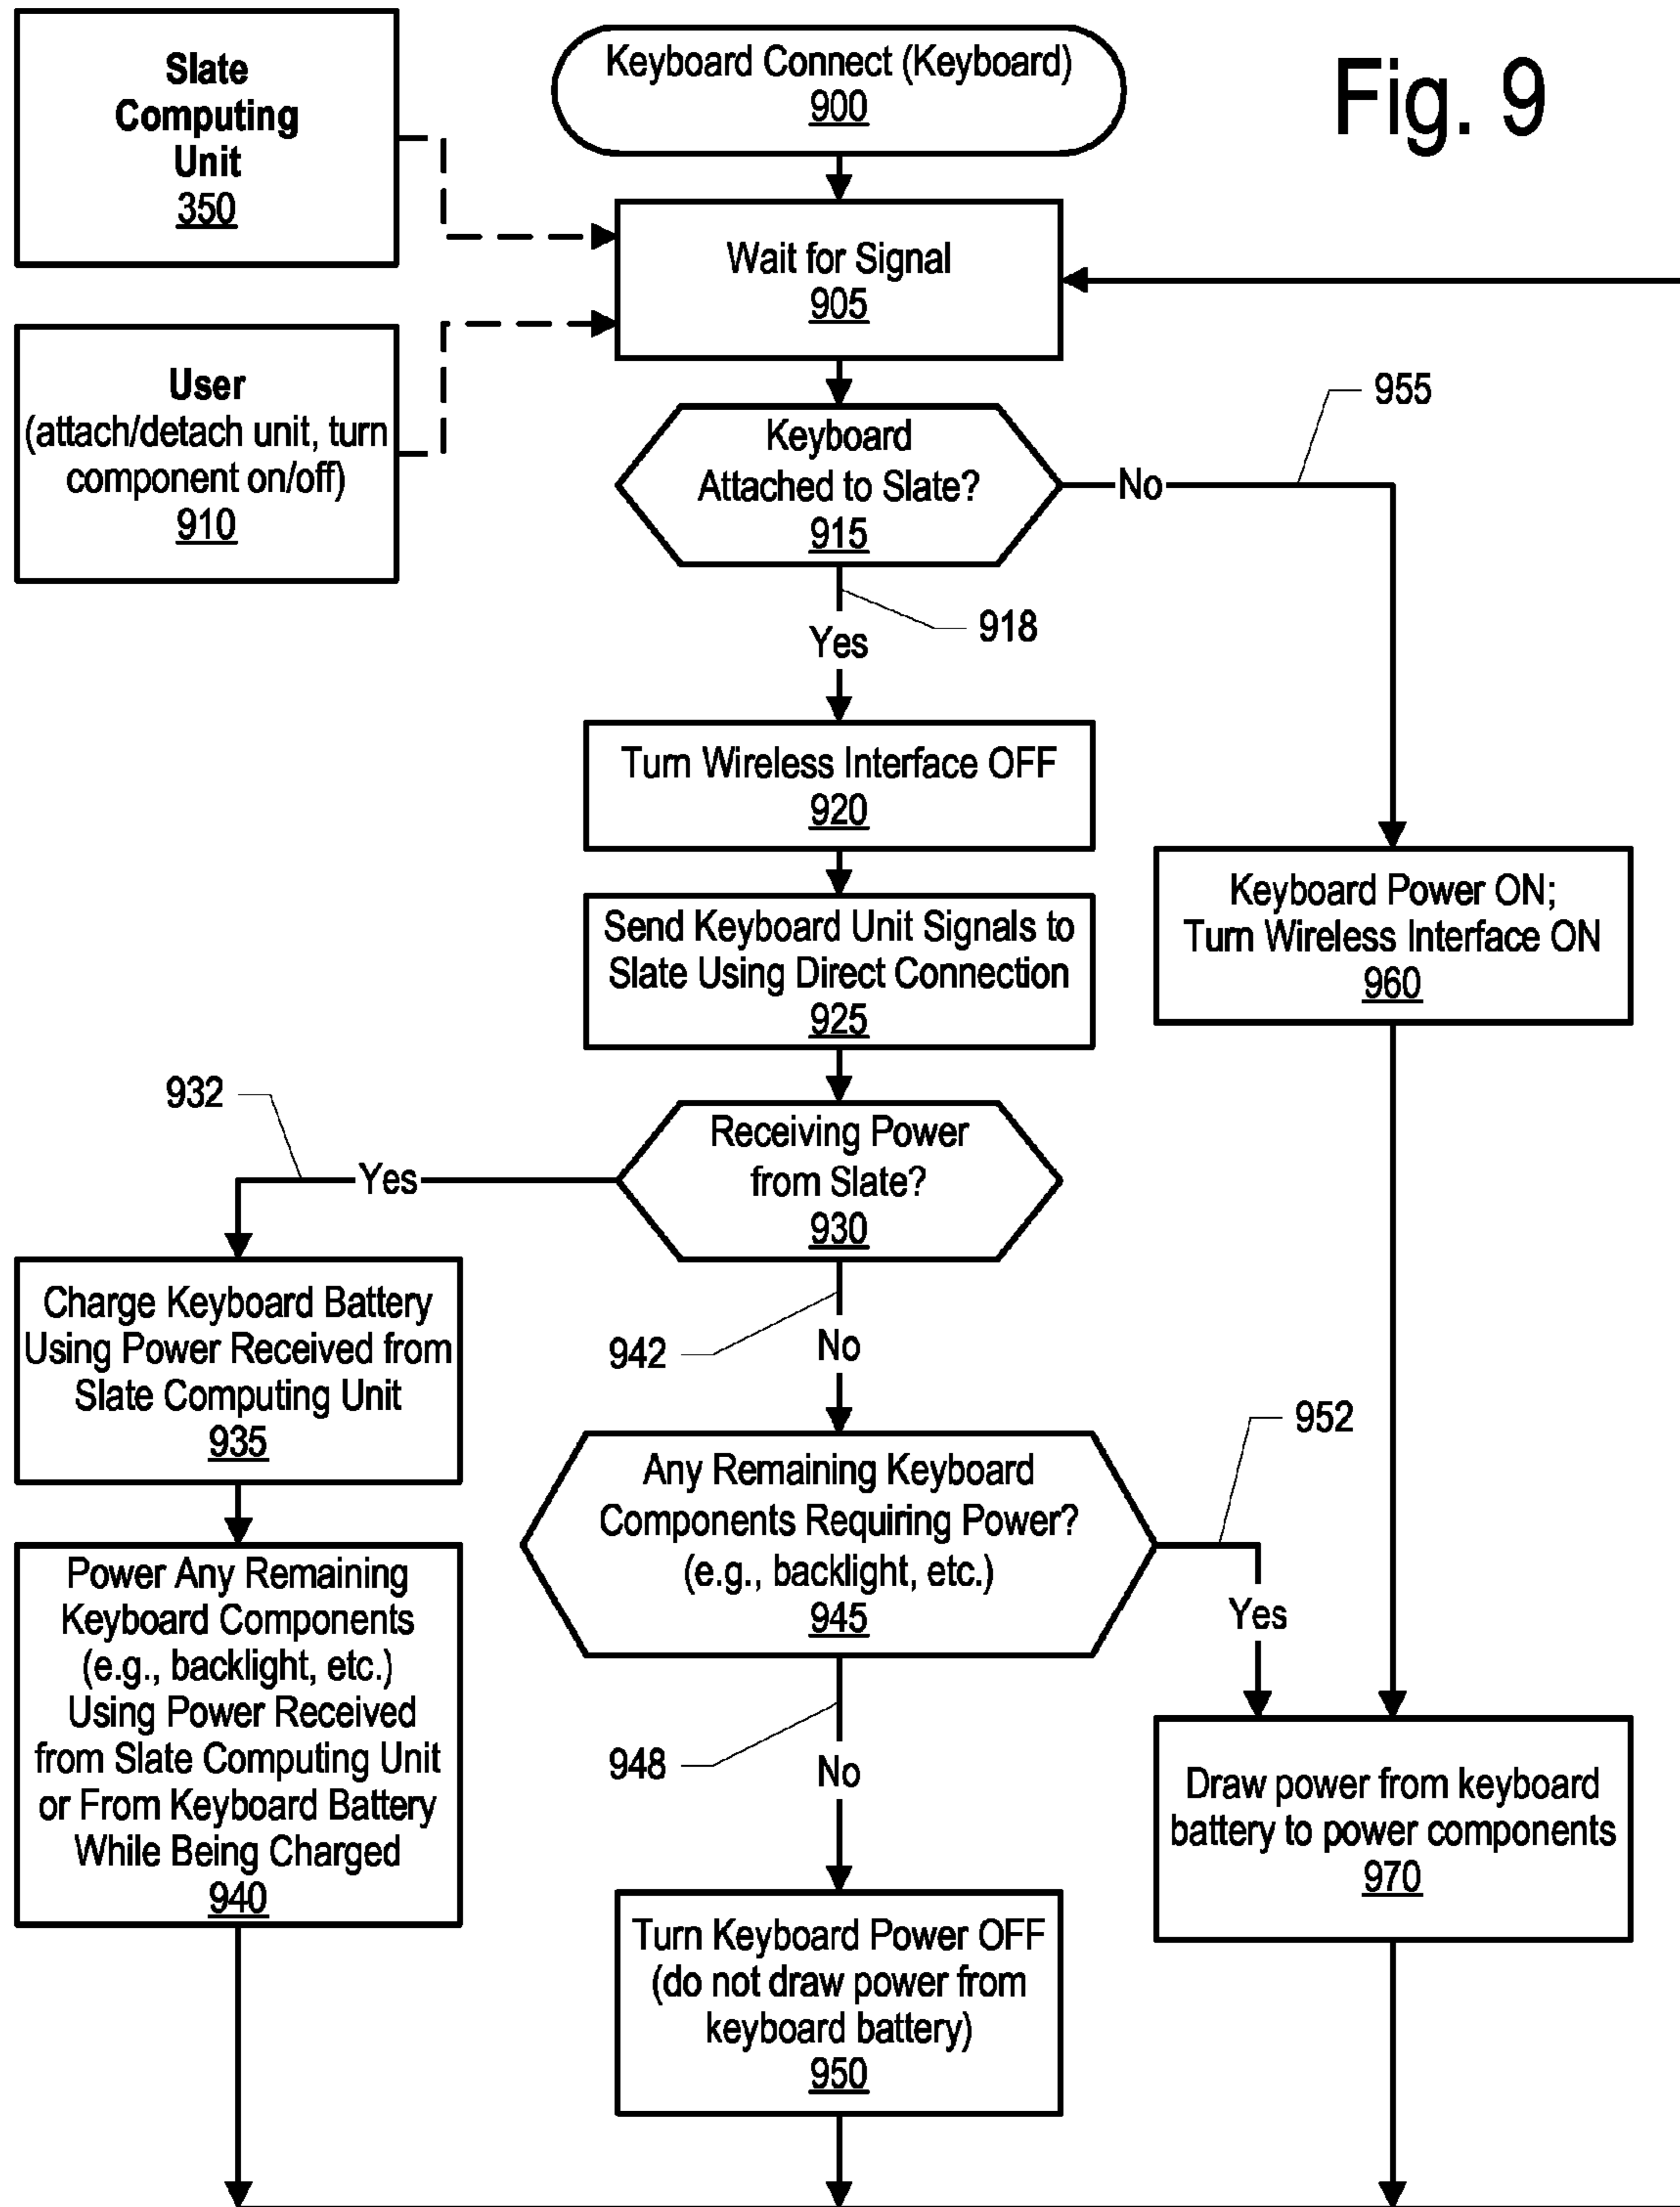 Fig. 9
Slate
Computing
Unit
350
Keyboard Connect (Keyboard)
900
Wait for Signal
905
User
(attach/detach unit, turn
component on/off)
910
Keyboard
Attached to Slate?
915
No
955
918
Yes
Turn Wireless Interface OFF
920
Keyboard Power ON;
Turn Wireless Interface ON
960
Send Keyboard Unit Signals to
Slate Using Direct Connection
925
932
Yes
Receiving Power
from Slate?
930
Charge Keyboard Battery
Using Power Received from
Slate Computing Unit
935
942
No
952
Any Remaining Keyboard
Components Requiring Power?
(e.g., backlight, etc.)
945
Yes
Power Any Remaining
Keyboard Components
(e.g., backlight, etc.)
Using Power Received
from Slate Computing Unit
or From Keyboard Battery
While Being Charged
940
948
No
Draw power from keyboard
battery to power components
970
Turn Keyboard Power OFF
(do not draw power from
keyboard battery)
950